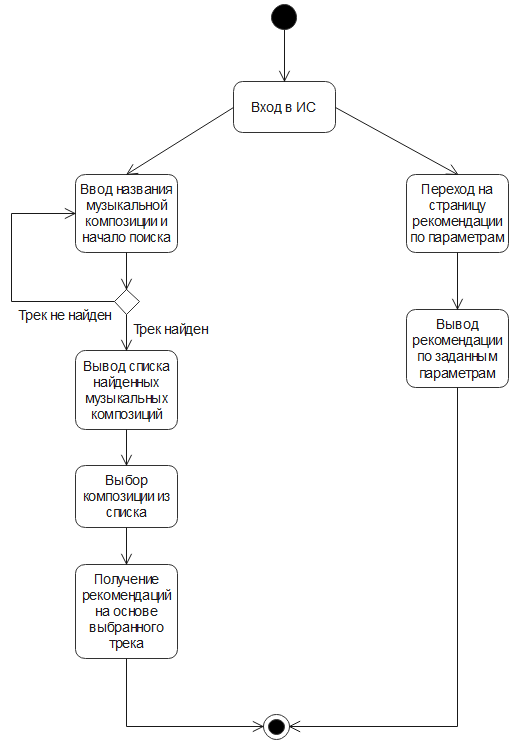 Вход в ИС
Ввод названия
музыкальной
композиции и
начало поиска
Переход на
страницу
рекомендации
по параметрам
Трек не найден
Трек найден
Вывод
рекомендации
по заданным
параметрам
Вывод списка
найденных
музыкальных
композиций
Выбор
композиции из
списка
Получение
рекомендаций
на основе
выбранного
трека